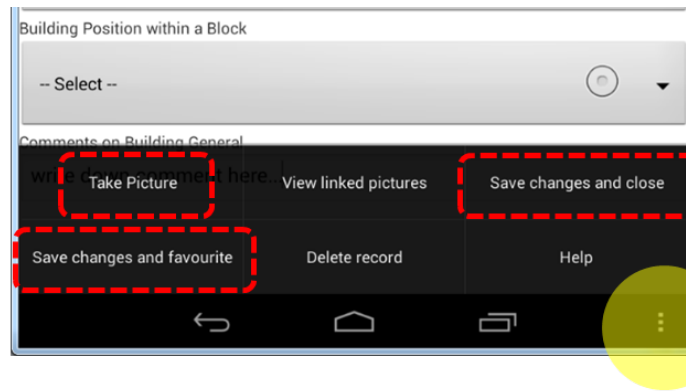 Building Position within a Block
-- Select --
Comments on Building General
write down comment here...
Take Picture
View linked pictures
Save changes and close
Save changes and favourite
Delete record
Help